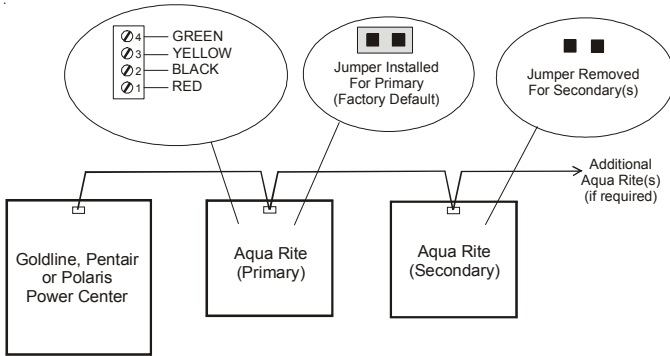 4 GREEN
3 YELLOW
2 BLACK
1 RED
Jumper Installed
For Primary
(Factory Default)
Jumper Removed
For Secondary(s)
Additional
Aqua Rite(s)
(if required)
Goldline, Pentair
or Polaris
Power Center
Aqua Rite
(Primary)
Aqua Rite
(Secondary)